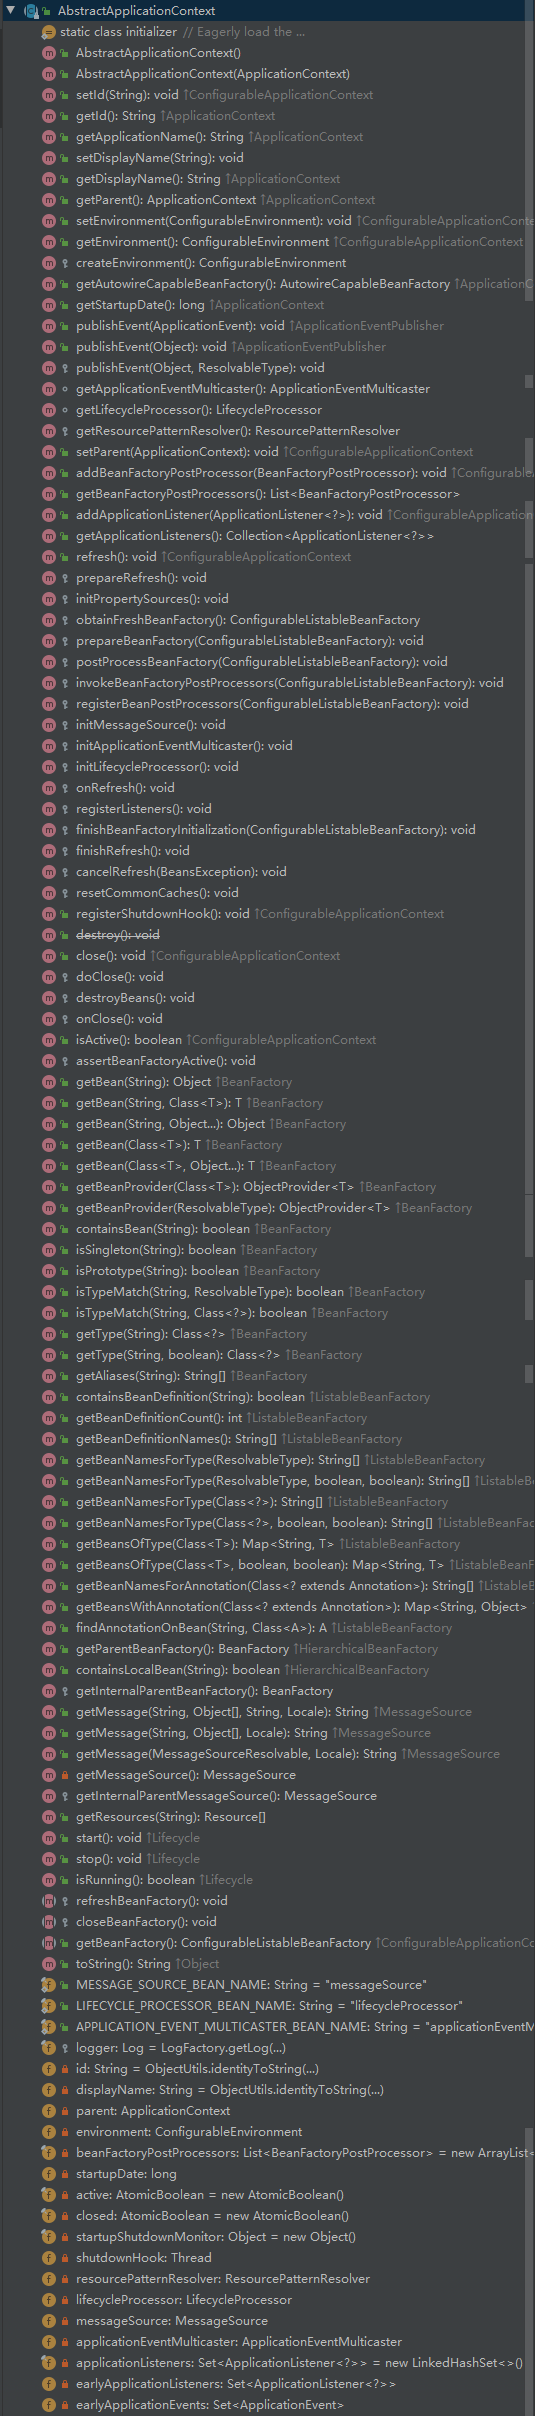 AbstractApplicationContext
static class initializer // Eagerly load the ...
AbstractApplicationContext()
AbstractApplicationContext(ApplicationContext)
setId(String): void ↑ConfigurableApplicationContext
getId(): String ↑ApplicationContext
getApplicationName(): String ↑ApplicationContext
setDisplayName(String): void
getDisplayName(): String ↑ApplicationContext
getParent(): ApplicationContext ↑ApplicationContext
setEnvironment(ConfigurableEnvironment): void ↑ConfigurableApplicationConte
getEnvironment(): ConfigurableEnvironment ↑ConfigurableApplicationContext
createEnvironment(): ConfigurableEnvironment
getAutowireCapableBeanFactory(): AutowireCapableBeanFactory ↑ApplicationC
getStartupDate(): long ↑ApplicationContext
publishEvent(ApplicationEvent): void ↑ApplicationEventPublisher
publishEvent(Object): void ↑ApplicationEventPublisher
publishEvent(Object, ResolvableType): void
getApplicationEventMulticaster(): ApplicationEventMulticaster
getLifecycleProcessor(): LifecycleProcessor
getResourcePatternResolver(): ResourcePatternResolver
setParent(ApplicationContext): void ↑ConfigurableApplicationContext
addBeanFactoryPostProcessor(BeanFactoryPostProcessor): void ↑ConfigurableA
getBeanFactoryPostProcessors(): List<BeanFactoryPostProcessor>
addApplicationListener(ApplicationListener<?>): void ↑ConfigurableApplication
getApplicationListeners(): Collection<ApplicationListener<?>>
refresh(): void ↑ConfigurableApplicationContext
prepareRefresh(): void
initPropertySources(): void
obtainFreshBeanFactory(): ConfigurableListableBeanFactory
prepareBeanFactory(ConfigurableListableBeanFactory): void
postProcessBeanFactory(ConfigurableListableBeanFactory): void
invokeBeanFactoryPostProcessors(ConfigurableListableBeanFactory): void
registerBeanPostProcessors(ConfigurableListableBeanFactory): void
initMessageSource(): void
initApplicationEventMulticaster(): void
initLifecycleProcessor(): void
onRefresh(): void
registerListeners(): void
finishBeanFactoryInitialization(ConfigurableListableBeanFactory): void
finishRefresh(): void
cancelRefresh(BeansException): void
resetCommonCaches(): void
registerShutdownHook(): void ↑ConfigurableApplicationContext
destroy(): void
close(): void ↑ConfigurableApplicationContext
doClose(): void
destroyBeans(): void
onClose(): void
isActive(): boolean ↑ConfigurableApplicationContext
assertBeanFactoryActive(): void
getBean(String): Object ↑BeanFactory
getBean(String, Class<T>): T ↑BeanFactory
getBean(String, Object...): Object ↑BeanFactory
getBean(Class<T>): T ↑BeanFactory
getBean(Class<T>, Object...): T ↑BeanFactory
getBeanProvider(Class<T>): ObjectProvider<T> ↑BeanFactory
getBeanProvider(ResolvableType): ObjectProvider<T> ↑BeanFactory
containsBean(String): boolean ↑BeanFactory
isSingleton(String): boolean ↑BeanFactory
isPrototype(String): boolean ↑BeanFactory
isTypeMatch(String, ResolvableType): boolean ↑BeanFactory
isTypeMatch(String, Class<?>): boolean ↑BeanFactory
getType(String): Class<?> ↑BeanFactory
getType(String, boolean): Class<?> ↑BeanFactory
getAliases(String): String[] ↑BeanFactory
containsBeanDefinition(String): boolean ↑ListableBeanFactory
getBeanDefinitionCount(): int ↑ListableBeanFactory
getBeanDefinitionNames(): String[] ↑ListableBeanFactory
getBeanNamesForType(ResolvableType): String[] ↑ListableBeanFactory
getBeanNamesForType(ResolvableType, boolean, boolean): String[] ↑ListableB
getBeanNamesForType(Class<?>): String[] ↑ListableBeanFactory
getBeanNamesForType(Class<?>, boolean, boolean): String[] ↑ListableBeanFac
getBeansOfType(Class<T>): Map<String, T> ↑ListableBeanFactory
getBeansOfType(Class<T>, boolean, boolean): Map<String, T> ↑ListableBeanF
getBeanNamesForAnnotation(Class<? extends Annotation>): String[] ↑ListableB
getBeansWithAnnotation(Class<? extends Annotation>): Map<String, Object> ↑
findAnnotationOnBean(String, Class<A>): A ↑ListableBeanFactory
getParentBeanFactory(): BeanFactory ↑HierarchicalBeanFactory
containsLocalBean(String): boolean ↑HierarchicalBeanFactory
getInternalParentBeanFactory(): BeanFactory
getMessage(String, Object[], String, Locale): String ↑MessageSource
getMessage(String, Object[], Locale): String ↑MessageSource
getMessage(MessageSourceResolvable, Locale): String ↑MessageSource
getMessageSource(): MessageSource
getInternalParentMessageSource(): MessageSource
getResources(String): Resource[]
start(): void ↑Lifecycle
stop(): void ↑Lifecycle
isRunning(): boolean ↑Lifecycle
refreshBeanFactory(): void
closeBeanFactory(): void
getBeanFactory(): ConfigurableListableBeanFactory ↑ConfigurableApplicationCo
toString(): String ↑Object
MESSAGE_SOURCE_BEAN_NAME: String = "messageSource"
LIFECYCLE_PROCESSOR_BEAN_NAME: String = "lifecycleProcessor"
APPLICATION_EVENT_MULTICASTER_BEAN_NAME: String = "applicationEventM
logger: Log = LogFactory.getLog(...)
id: String = ObjectUtils.identityToString(...)
displayName: String = ObjectUtils.identityToString(...)
parent: ApplicationContext
environment: ConfigurableEnvironment
beanFactoryPostProcessors: List<BeanFactoryPostProcessor> = new ArrayList<
startupDate: long
active: AtomicBoolean = new AtomicBoolean()
closed: AtomicBoolean = new AtomicBoolean()
startupShutdownMonitor: Object = new Object()
shutdownHook: Thread
resourcePatternResolver: ResourcePatternResolver
lifecycleProcessor: LifecycleProcessor
messageSource: MessageSource
applicationEventMulticaster: ApplicationEventMulticaster
applicationListeners: Set<ApplicationListener<?>> = new LinkedHashSet<>()
earlyApplicationListeners: Set<ApplicationListener<?>>
earlyApplicationEvents: Set<ApplicationEvent>